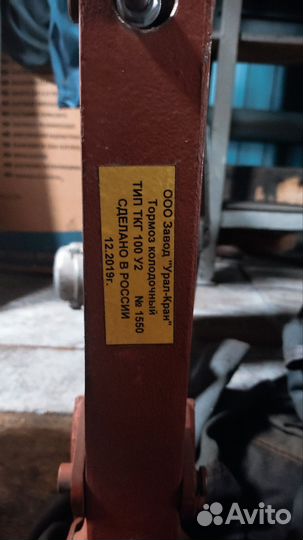 ООО Завод "Урал-Кран"
Тормоз колодочный
ТИП ТКГ 100 У2 № 1550
СДЕЛАНО В РОССИИ
12.2019г.
Avito